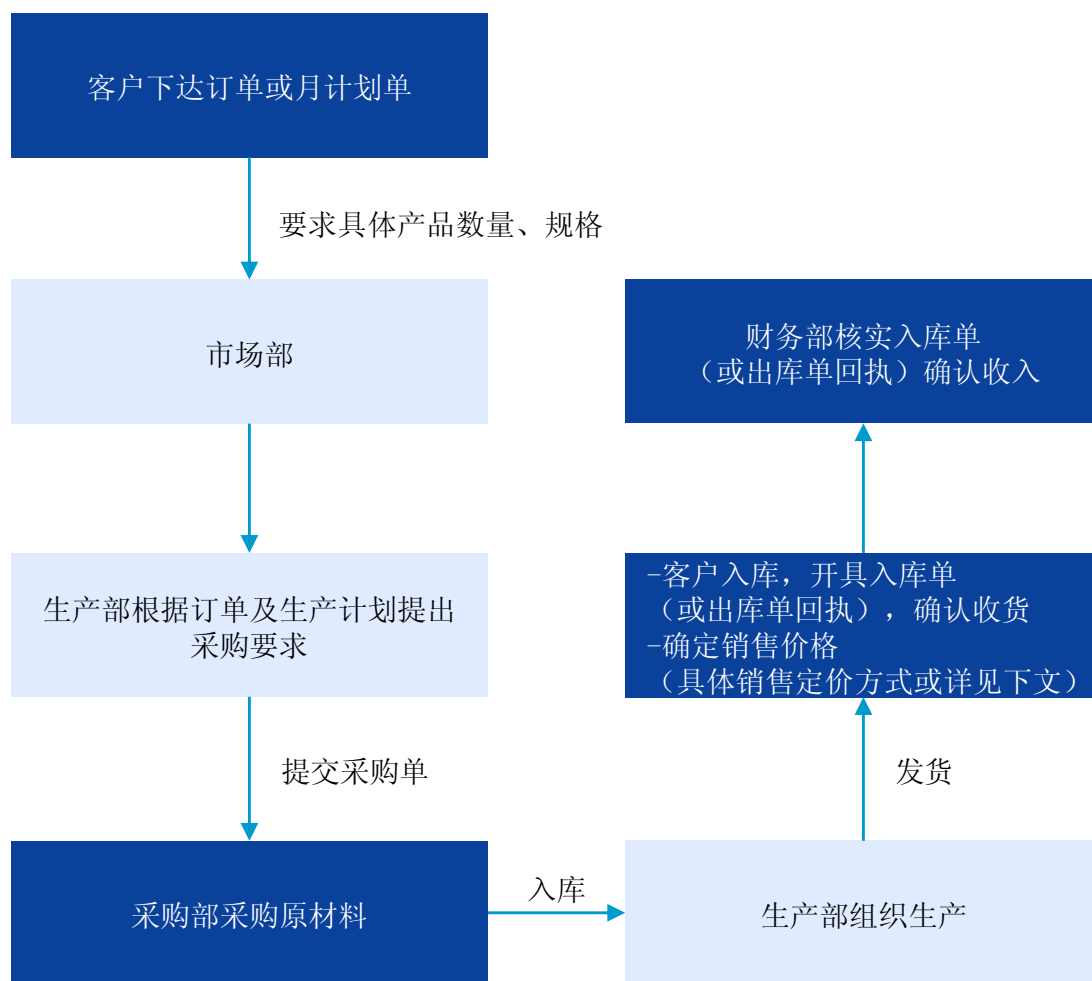 客户下达订单或月计划单
要求具体产品数量、规格
市场部
生产部根据订单及生产计划提出
采购要求
提交采购单
采购部采购原材料
入库
生产部组织生产
发货
-客户入库，开具入库单
（或出库单回执），确认收货
-确定销售价格
（具体销售定价方式或详见下文）
财务部核实入库单
（或出库单回执）确认收入